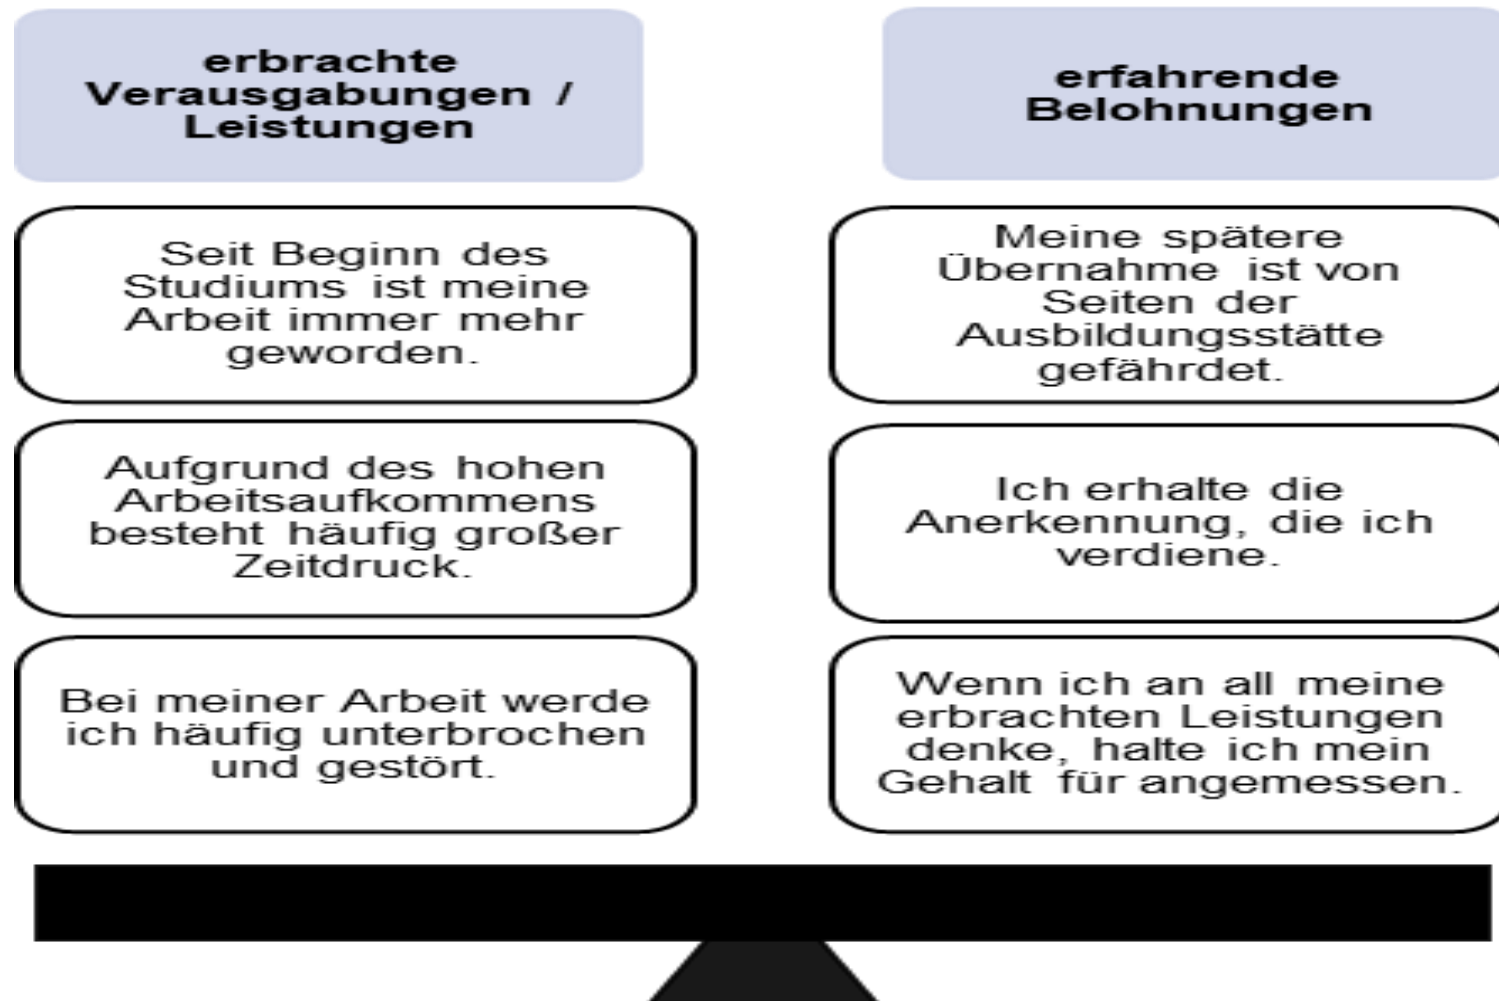 erbrachte
Verausgabungen /
Leistungen
Seit Beginn des
Studiums ist meine
Arbeit immer mehr
geworden.
Aufgrund des hohen
Arbeitsaufkommens
besteht häufig großer
Zeitdruck.
Bei meiner Arbeit werde
ich häufig unterbrochen
und gestört.
erfahrende
Belohnungen
Meine spätere
Übernahme ist von
Seiten der
Ausbildungsstätte
gefährdet.
Ich erhalte die
Anerkennung, die ich
verdiene.
Wenn ich an all meine
erbrachten Leistungen
denke, halte ich mein
Gehalt für angemessen.